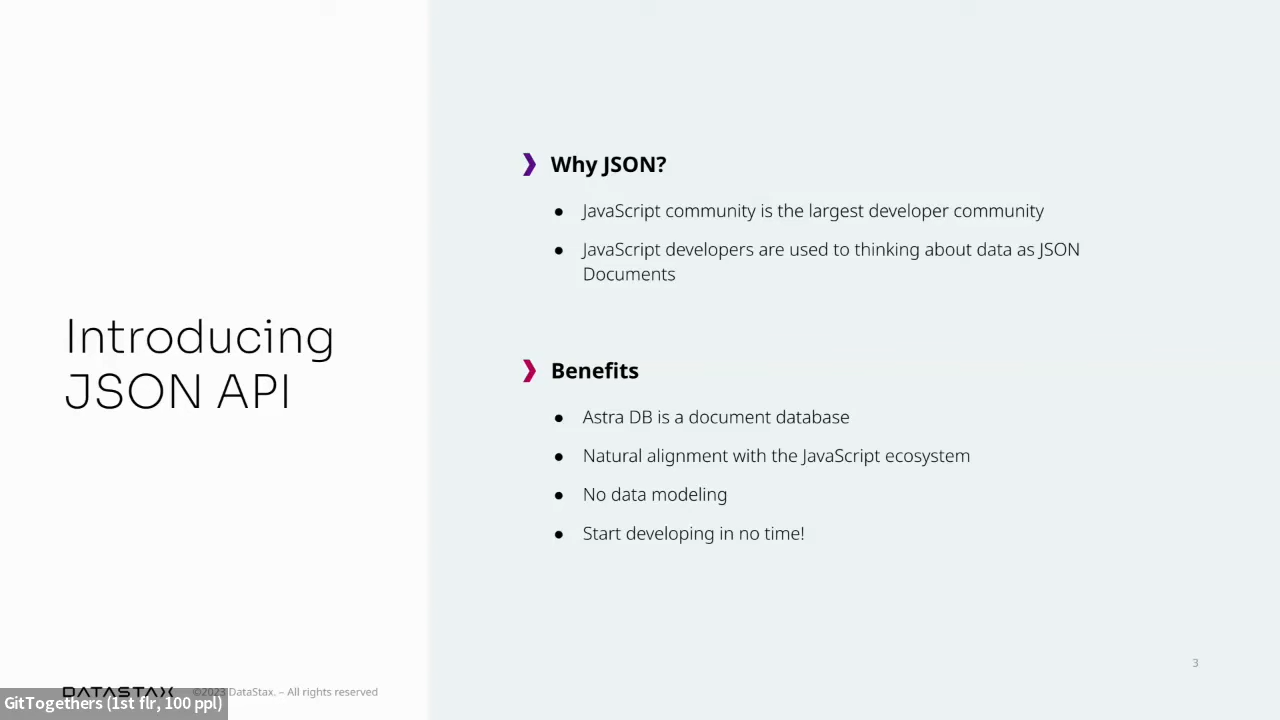 Introducing
JSON API
Why JSON?
● JavaScript community is the largest developer community
● JavaScript developers are used to thinking about data as JSON
Documents
Benefits
● Astra DB is a document database
● Natural alignment with the JavaScript ecosystem
● No data modeling
● Start developing in no time!
3
DATASTAX ©2023 DataStax. – All rights reserved
GitTogethers (1st flr, 100 ppl)